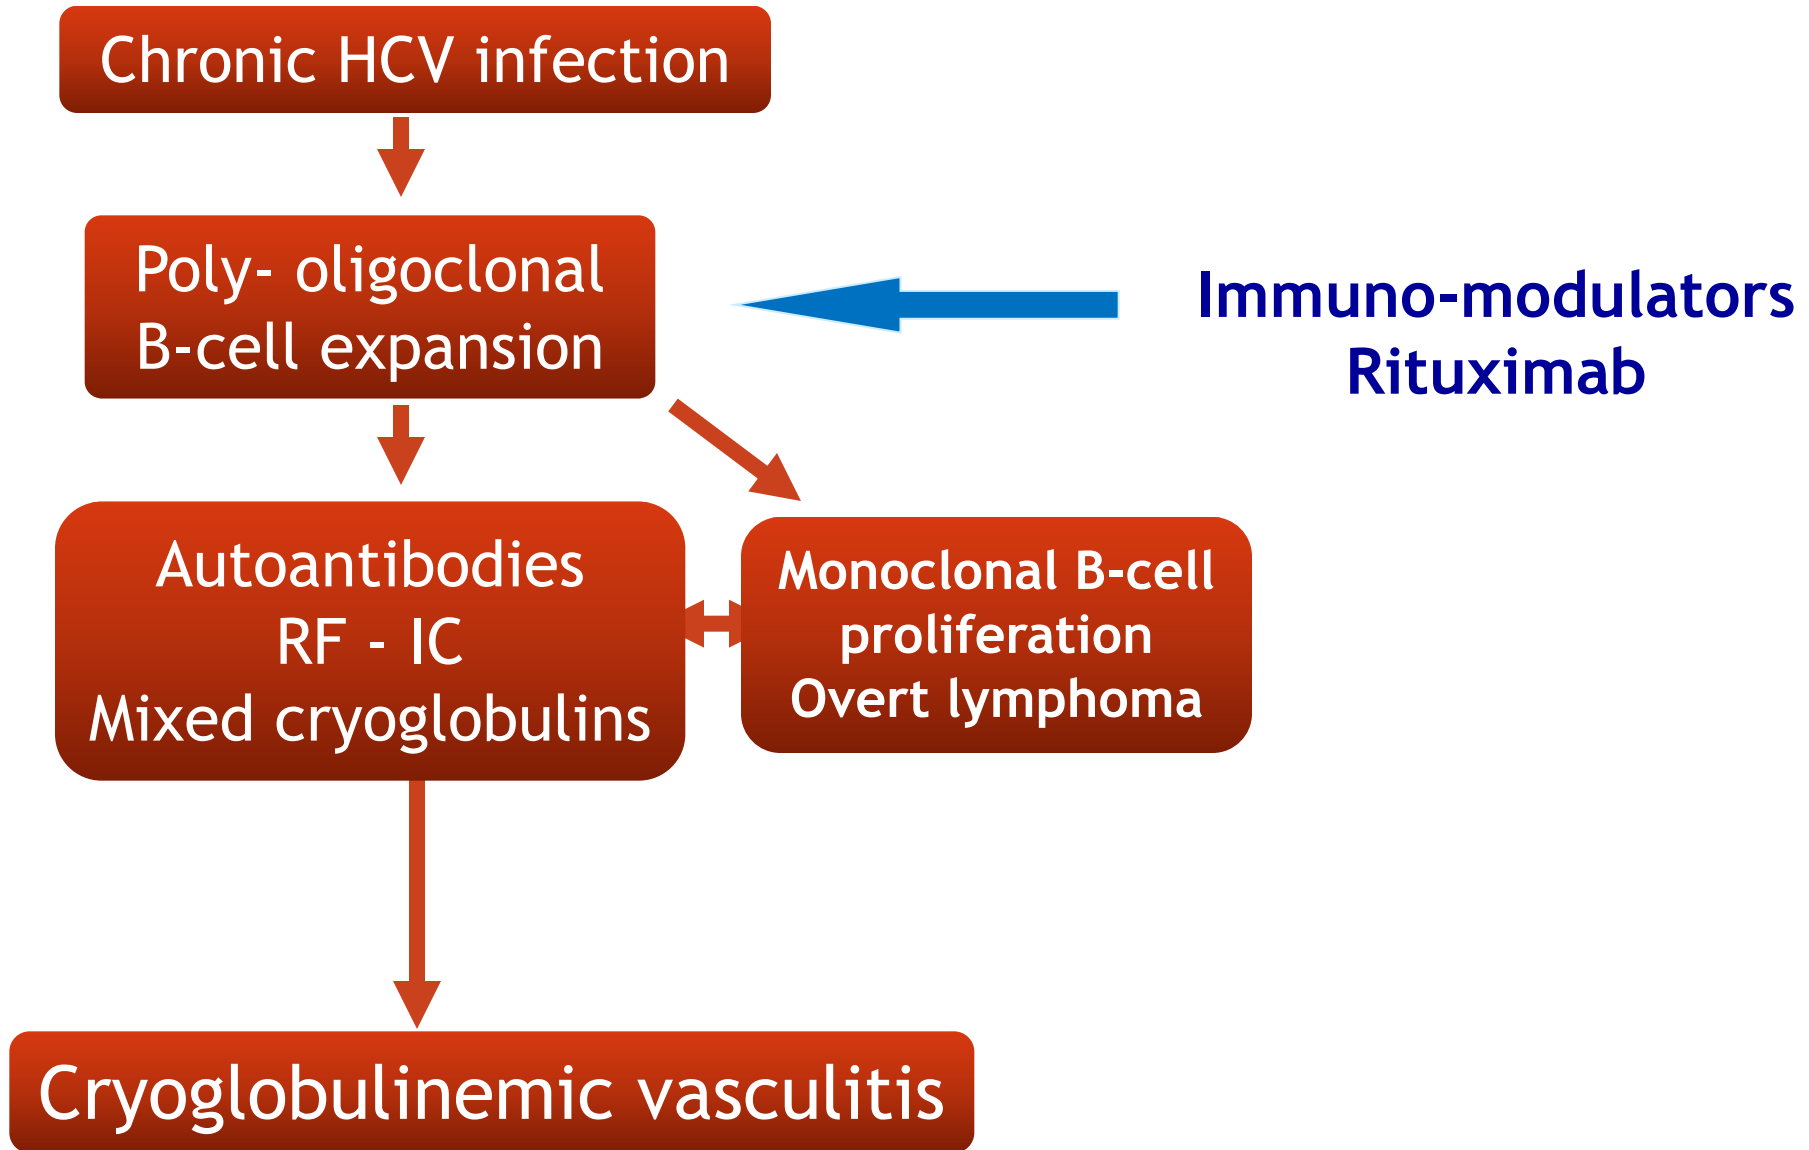 Chronic HCV infection
Poly- oligoclonal
B-cell expansion
Immuno-modulators
Rituximab
Autoantibodies
RF - IC
Mixed cryoglobulins
Monoclonal B-cell
proliferation
Overt lymphoma
Cryoglobulinemic vasculitis